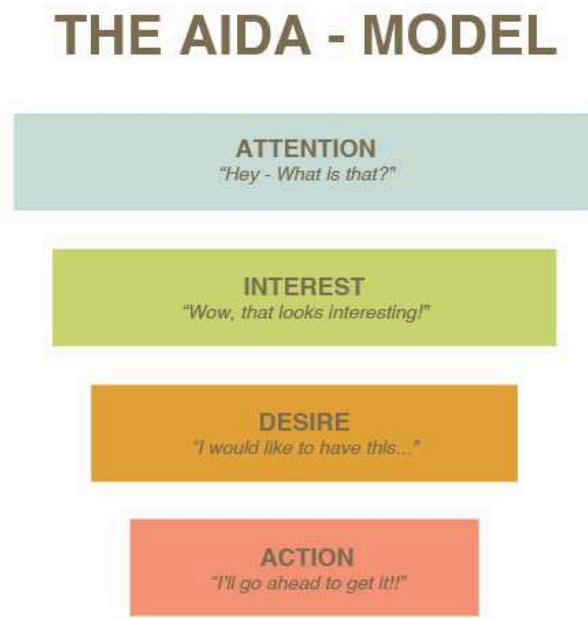 THE AIDA - MODEL
ATTENTION
“Hey - What is that?”
INTEREST
“Wow, that looks interesting!”
DESIRE
“I would like to have this...”
ACTION
“I'll go ahead to get it!!”